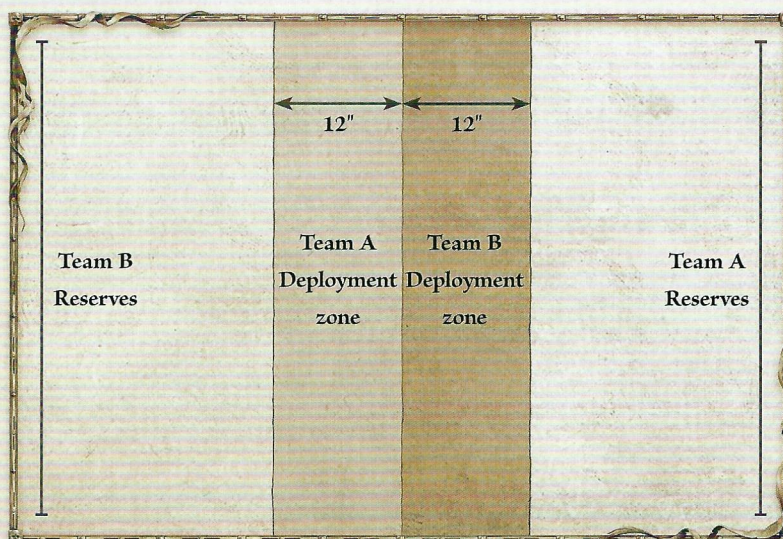 12"
12"
Team B
Reserves
Team A
Deployment
zone
Team B
Deployment
zone
Team A
Reserves